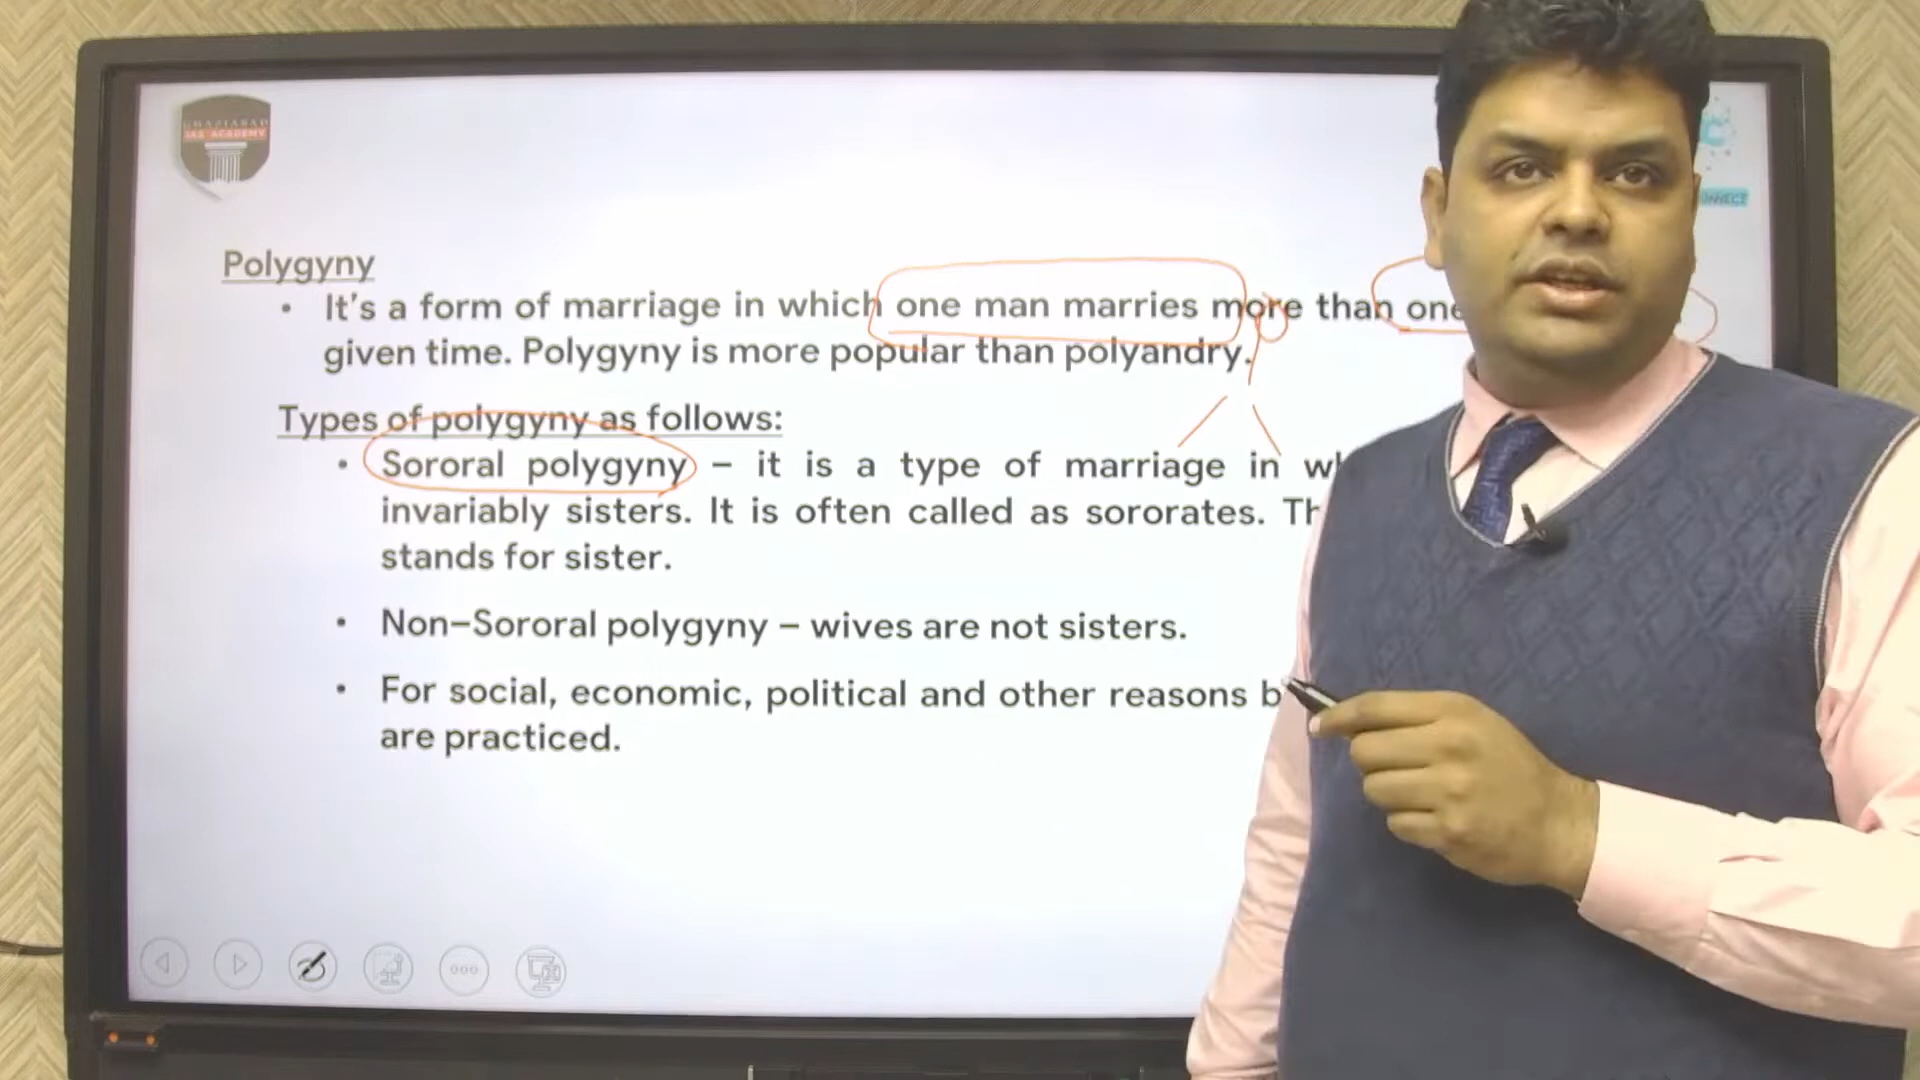 GHAZIABAD
IAS ACADEMY
Polygyny
• It's a form of marriage in which one man marries more than one
given time. Polygyny is more popular than polyandry.
Types of polygyny as follows:
• Sororal polygyny – it is a type of marriage in
invariably sisters. It is often called as sororates.
stands for sister.
• Non–Sororal polygyny – wives are not sisters.
• For social, economic, political and other reasons
are practiced.